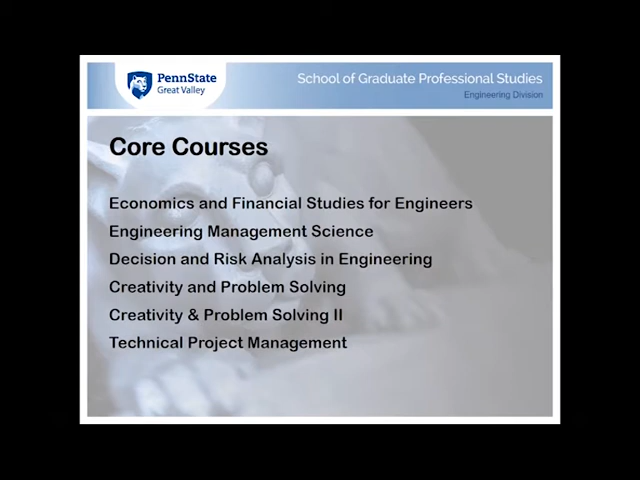 PennState
Great Valley
School of Graduate Professional Studies
Engineering Division
Core Courses
Economics and Financial Studies for Engineers
Engineering Management Science
Decision and Risk Analysis in Engineering
Creativity and Problem Solving
Creativity & Problem Solving II
Technical Project Management